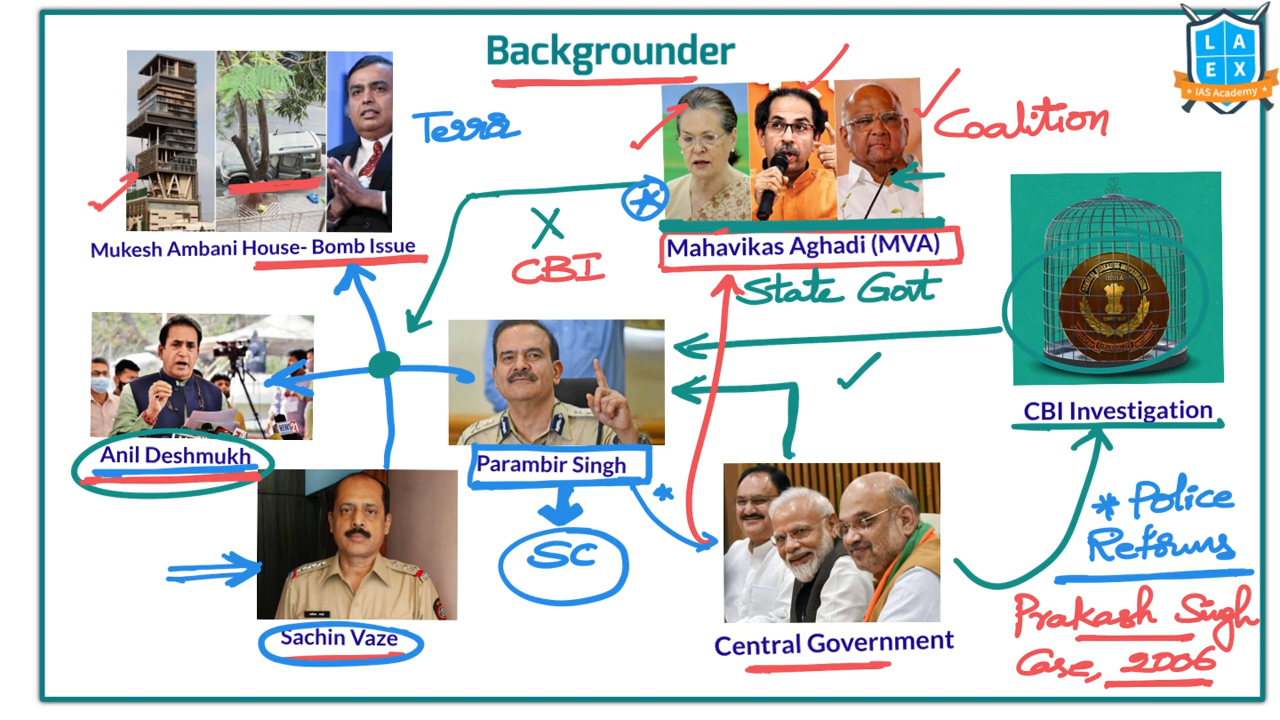 Backgrounder
L A
E X
IAS Academy
Terror
Coalition
Mukesh Ambani House- Bomb Issue
CBI
Mahavikas Aghadi (MVA)
State Govt
CBI Investigation
Anil Deshmukh
Parambir Singh
* Police
Reforms
SC
Sachin Vaze
Central Government
Prakash Singh
Case, 2006